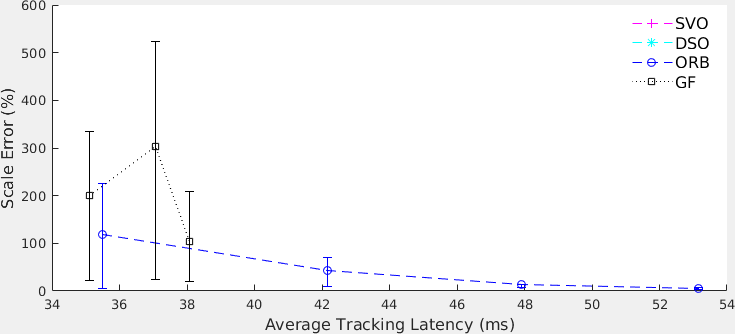 600
500
400
300
200
100
0
Scale Error (%)
SVO
DSO
ORB
GF
34 36 38 40 42 44 46 48 50 52 54
Average Tracking Latency (ms)